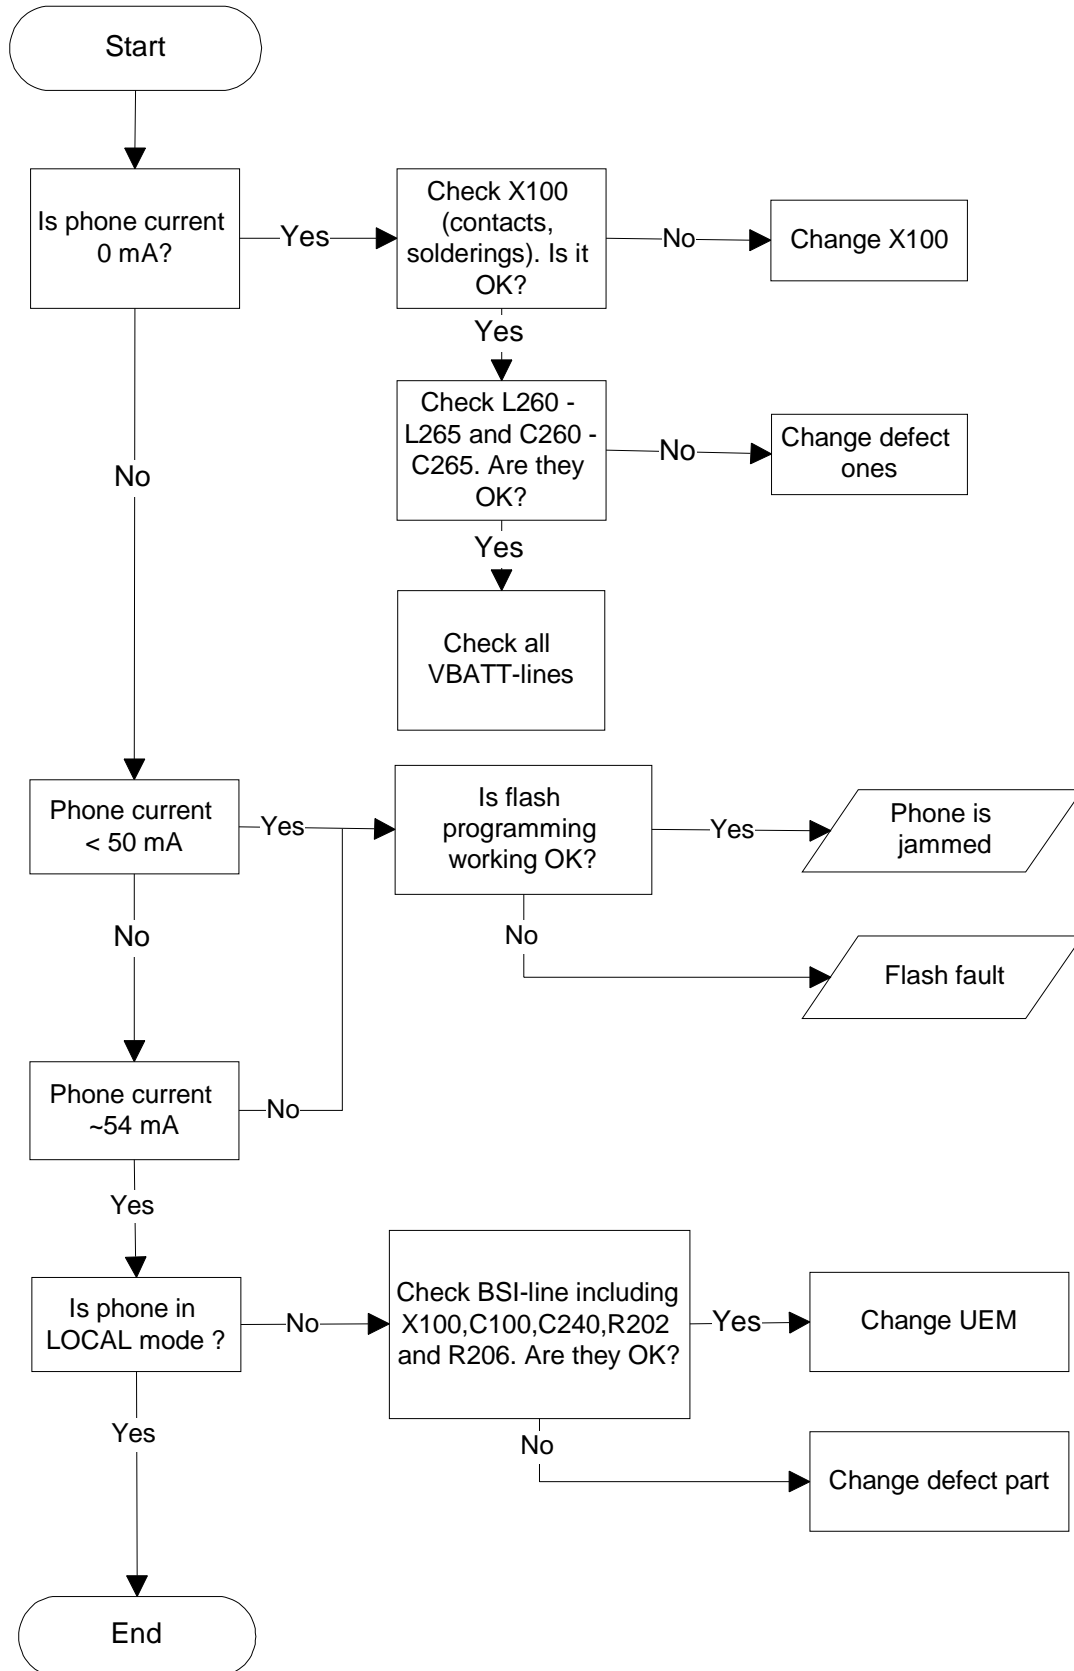 Start
Is phone current
0 mA?
Yes
Check X100
(contacts,
solderings). Is it
OK?
No
Change X100
Yes
Check L260 -
L265 and C260 -
C265. Are they
OK?
No
Change defect
ones
No
Yes
Check all
VBATT-lines
Phone current
< 50 mA
Yes
Is flash
programming
working OK?
Yes
Phone is
jammed
No
No
Flash fault
Phone current
~54 mA
No
Yes
Is phone in
LOCAL mode ?
No
Check BSI-line including
X100,C100,C240,R202
and R206. Are they OK?
Yes
Change UEM
Yes
No
Change defect part
End